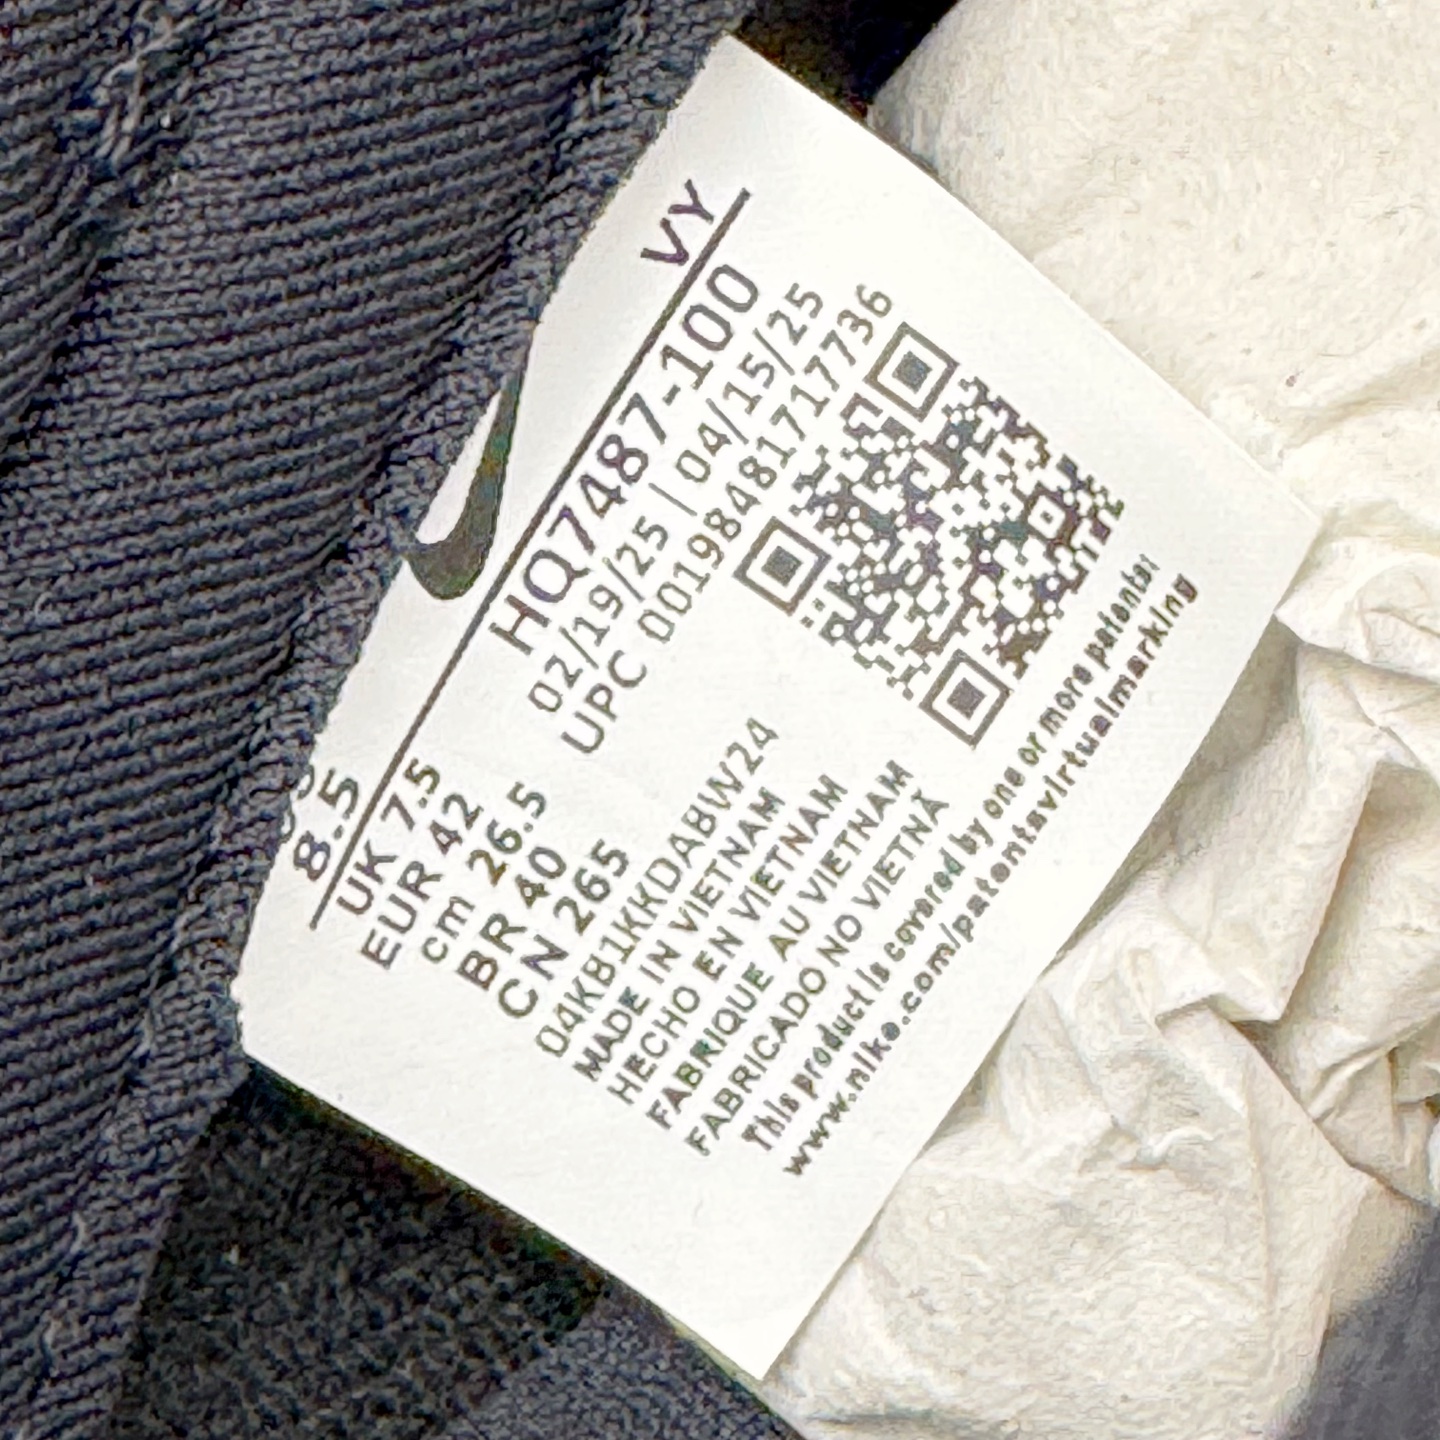 8.5
VY
UK 7.5
EUR 42
cm 26.5
BR 40
CN 265
HQ7487-100
02/19/25 | 04/15/25
UPC 00198481717736
04KB1KKDABW24
MADE IN VIETNAM
HECHO EN VIETNAM
FABRIQUE AU VIETNAM
FABRICADO NO VIETNÃ
This product is covered by one or more patents:
www.nike.com/patentsvirtualmarking